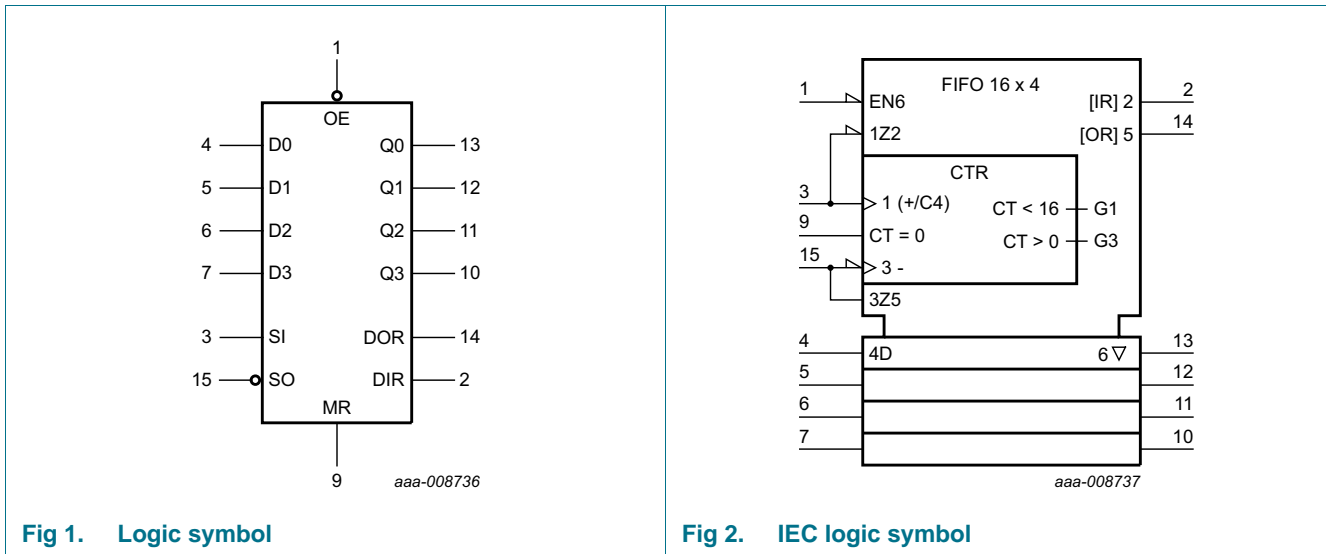 1
OE
4 D0 Q0 13
5 D1 Q1 12
6 D2 Q2 11
7 D3 Q3 10
3 SI DOR 14
15 SO DIR 2
MR
9 aaa-008736
Fig 1. Logic symbol
FIFO 16 x 4
1 EN6 [IR] 2 2
1Z2 [OR] 5 14
CTR
3 1 (+/C4) CT < 16 G1
9 CT = 0 CT > 0 G3
15 3 -
3Z5
4 4D 6 ▽ 13
5 12
6 11
7 10
aaa-008737
Fig 2. IEC logic symbol